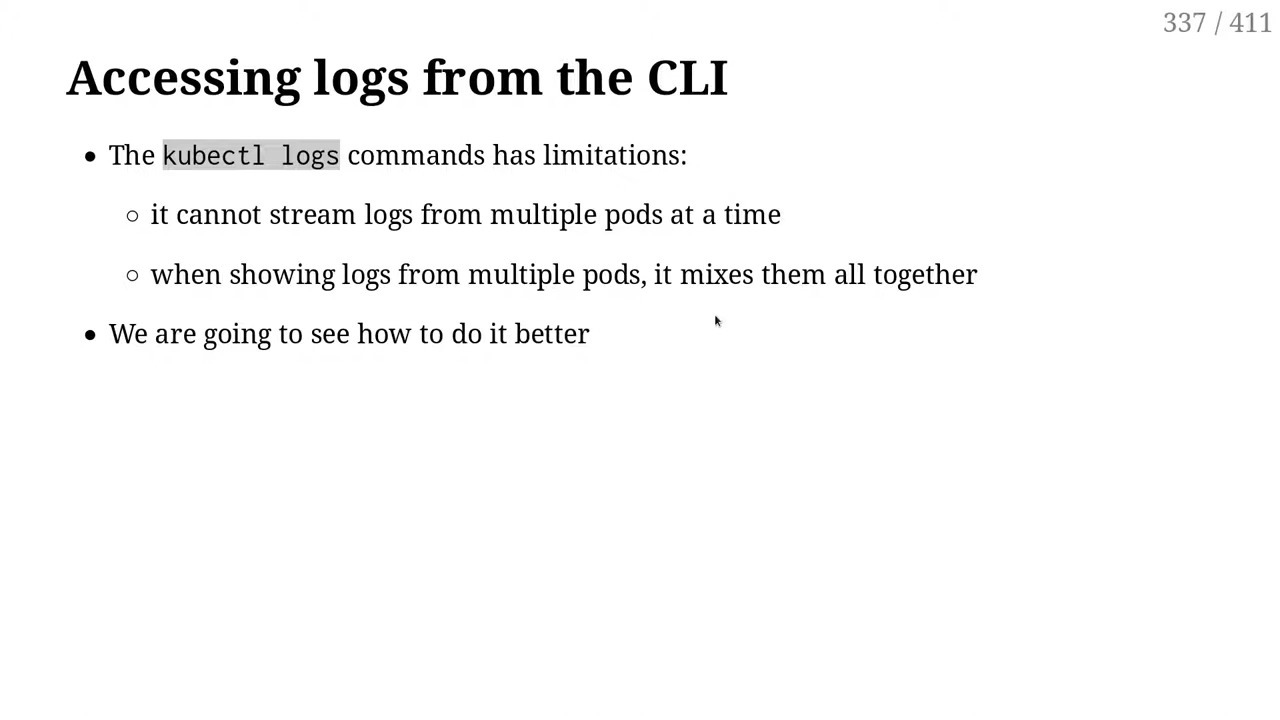 337 / 411
Accessing logs from the CLI
The kubectl logs commands has limitations:
it cannot stream logs from multiple pods at a time
when showing logs from multiple pods, it mixes them all together
We are going to see how to do it better